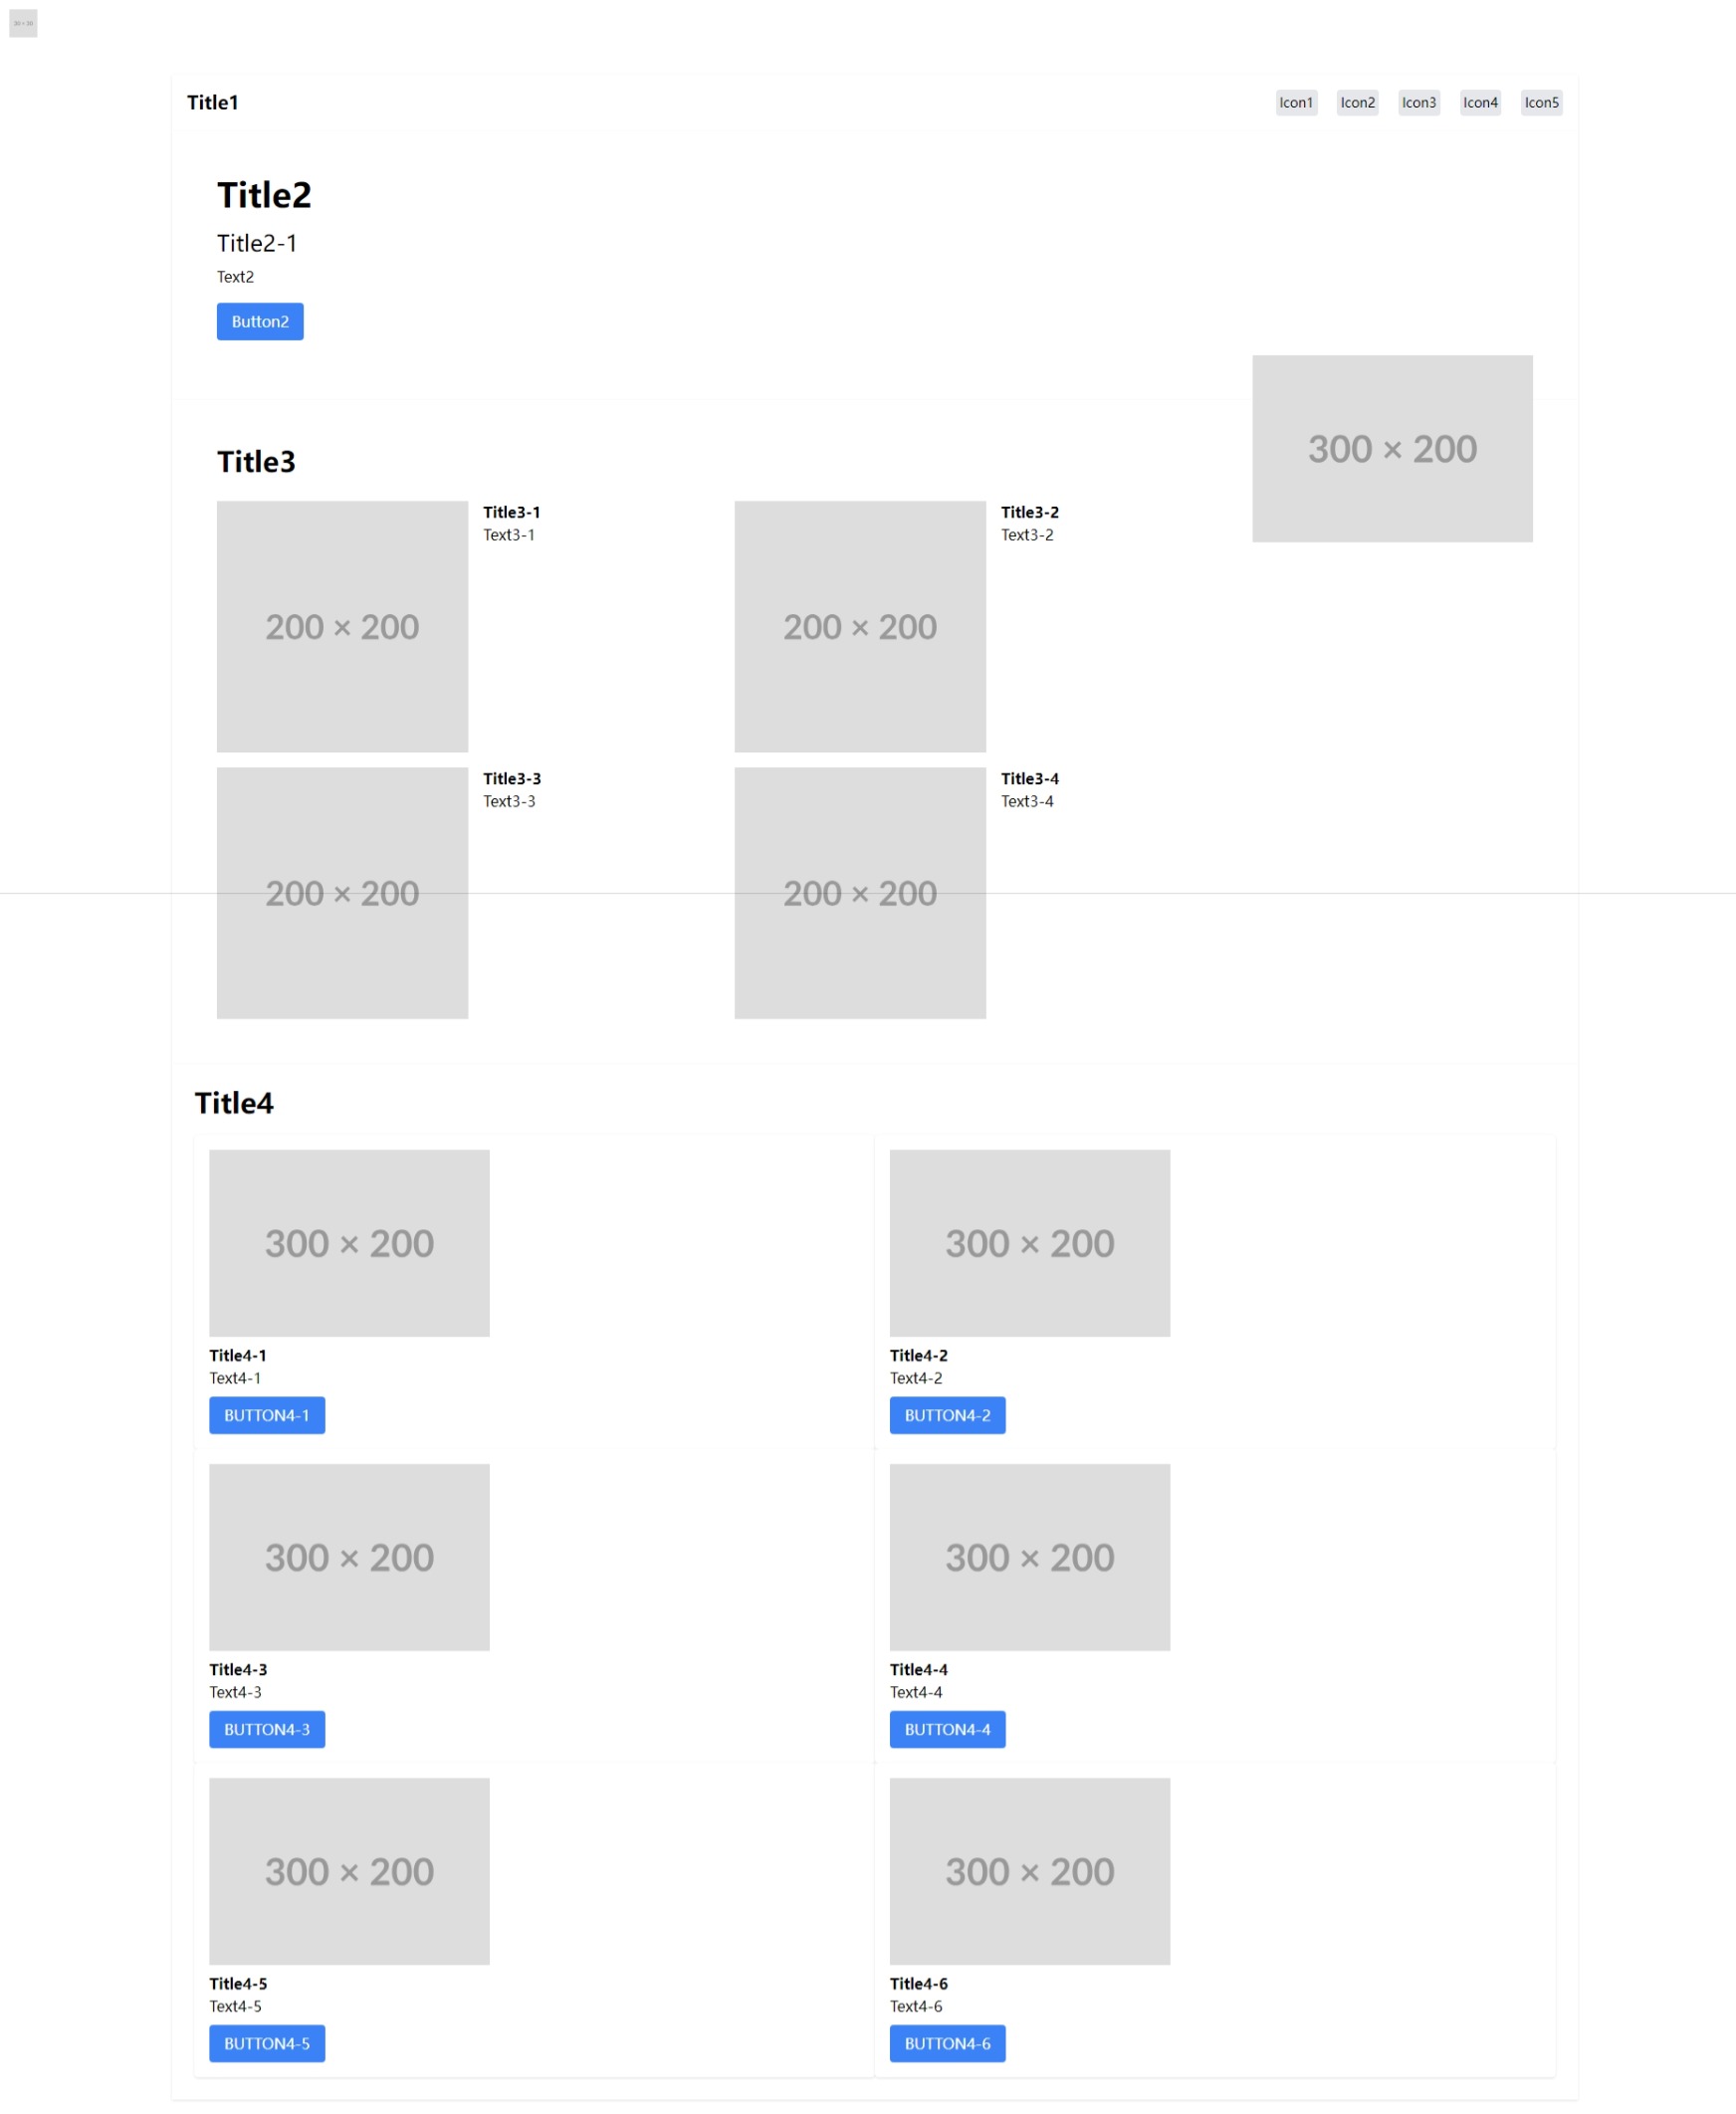 30 × 30
Title1
Icon1 Icon2 Icon3 Icon4 Icon5
Title2
Title2-1
Text2
Button2
300 × 200
Title3
200 × 200
Title3-1
Text3-1
200 × 200
Title3-2
Text3-2
200 × 200
Title3-3
Text3-3
200 × 200
Title3-4
Text3-4
Title4
300 × 200
Title4-1
Text4-1
BUTTON4-1
300 × 200
Title4-2
Text4-2
BUTTON4-2
300 × 200
Title4-3
Text4-3
BUTTON4-3
300 × 200
Title4-4
Text4-4
BUTTON4-4
300 × 200
Title4-5
Text4-5
BUTTON4-5
300 × 200
Title4-6
Text4-6
BUTTON4-6